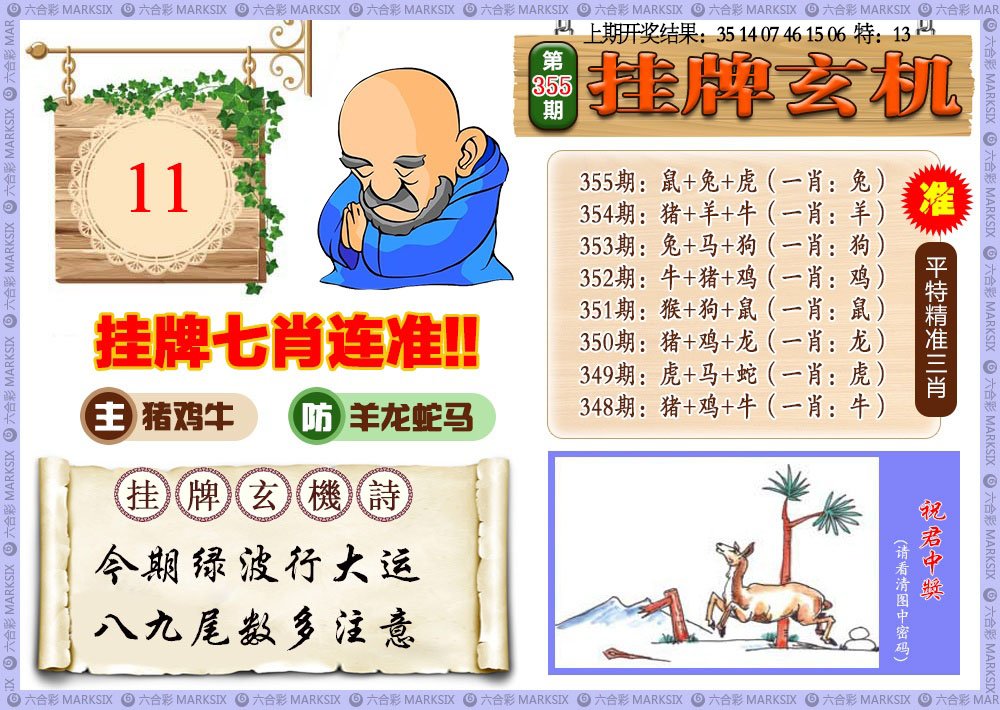 六合彩 MARKSIX
上期开奖结果：35 14 07 46 15 06 特：13
第355期
挂牌玄机
11
355期：鼠+兔+虎（一肖：兔）
354期：猪+羊+牛（一肖：羊）
353期：兔+马+狗（一肖：狗）
352期：牛+猪+鸡（一肖：鸡）
351期：猴+狗+鼠（一肖：鼠）
350期：猪+鸡+龙（一肖：龙）
349期：虎+马+蛇（一肖：虎）
348期：猪+鸡+牛（一肖：牛）
准
平特精准三肖
挂牌七肖连准!!
主 猪鸡牛
防 羊龙蛇马
挂牌玄機詩
今期绿波行大运
八九尾数多注意
祝君中奖
（请看清图中密码）